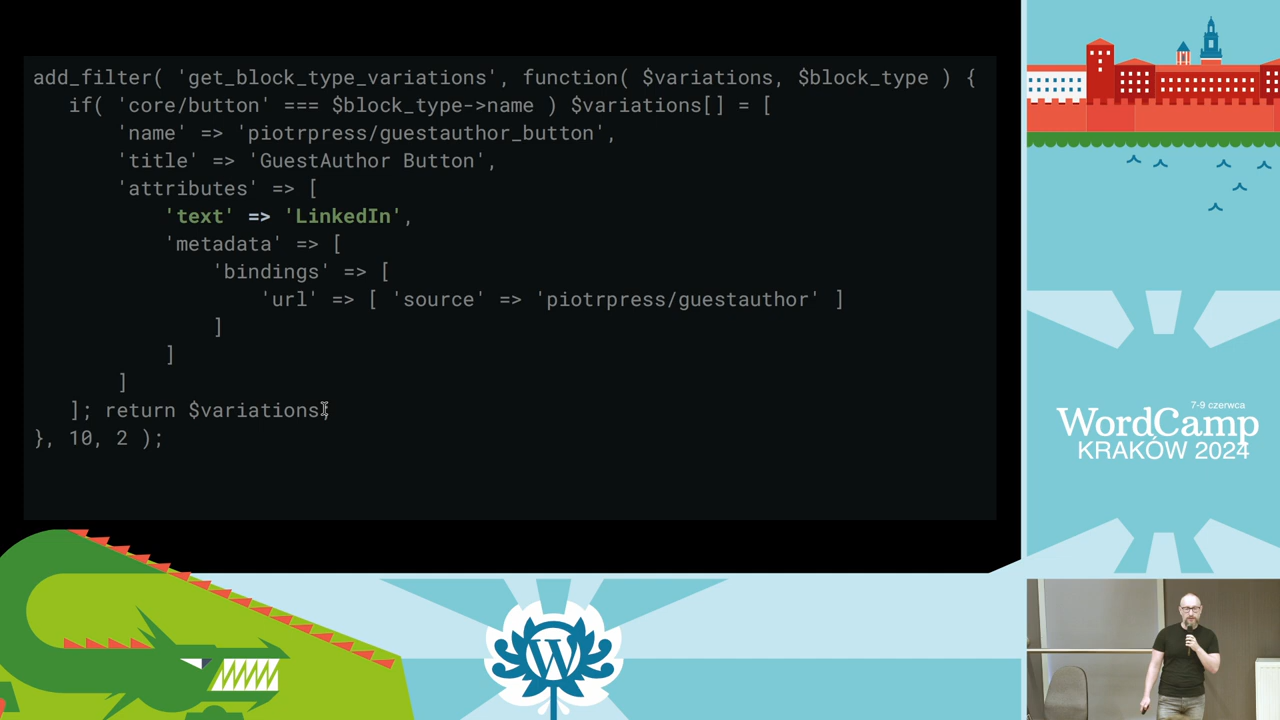 add_filter( 'get_block_type_variations', function( $variations, $block_type ) {
if( 'core/button' === $block_type->name ) $variations[] = [
'name' => 'piotrpress/guestauthor_button',
'title' => 'GuestAuthor Button',
'attributes' => [
'text' => 'LinkedIn',
'metadata' => [
'bindings' => [
'url' => [ 'source' => 'piotrpress/guestauthor' ]
]
]
]
]; return $variations;
}, 10, 2 );
7-9 czerwca
WordCamp
KRAKÓW 2024
W